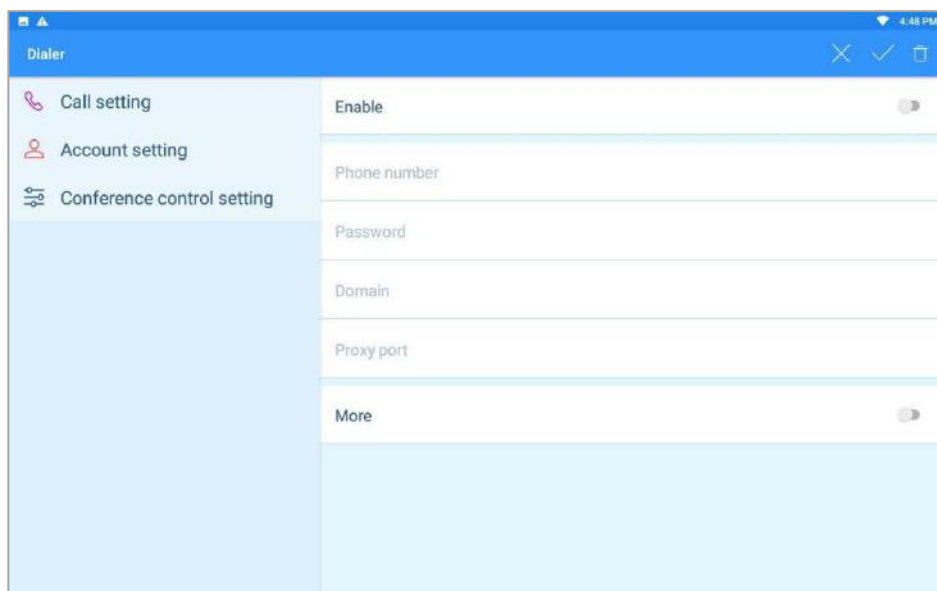 4:48 PM
Dialer
Call setting
Account setting
Conference control setting
Enable
Phone number
Password
Domain
Proxy port
More